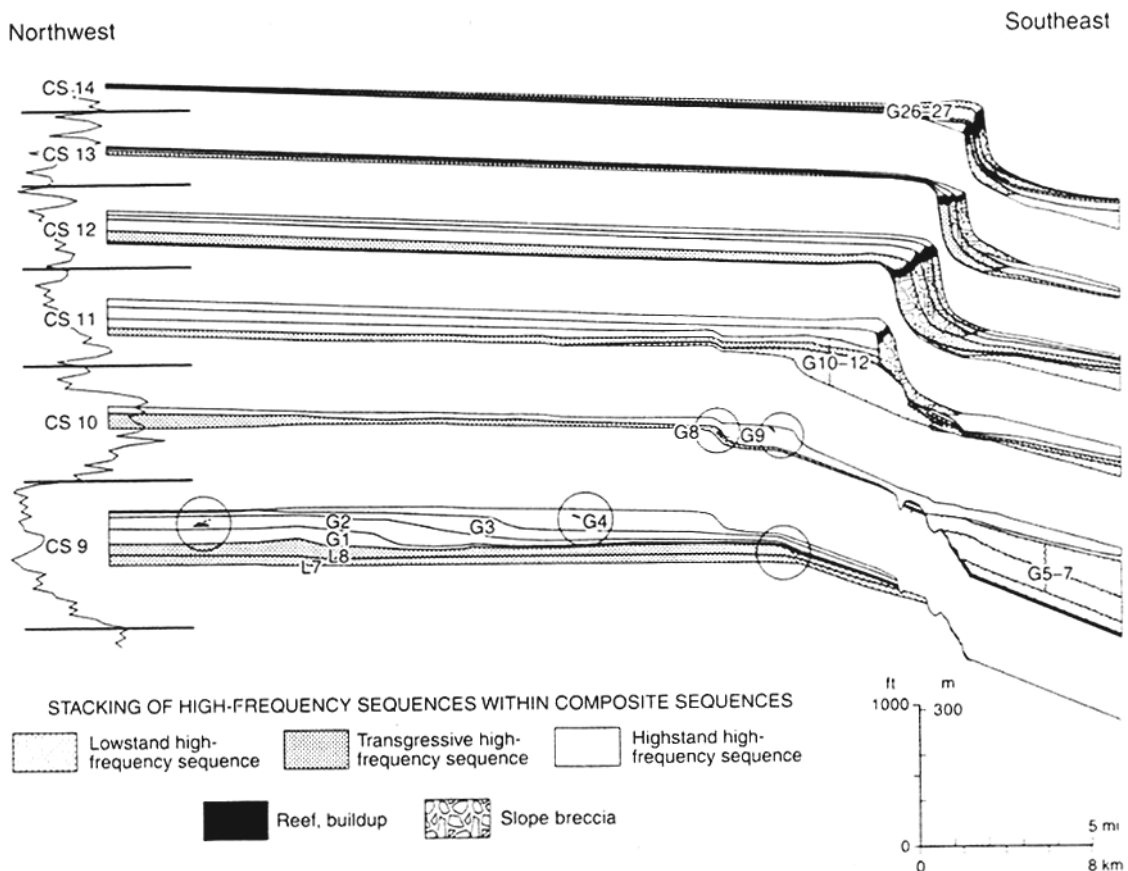 Northwest
Southeast
CS 14
G26-27
CS 13
CS 12
CS 11
G10-12
CS 10
G8
G9
G2
G3
G4
G1
CS 9
L8
L7
G5-7
STACKING OF HIGH-FREQUENCY SEQUENCES WITHIN COMPOSITE SEQUENCES
Lowstand high-
frequency sequence
Transgressive high-
frequency sequence
Highstand high-
frequency sequence
Reef, buildup
Slope breccia
ft m
1000 300
0
5 mi
0 8 km